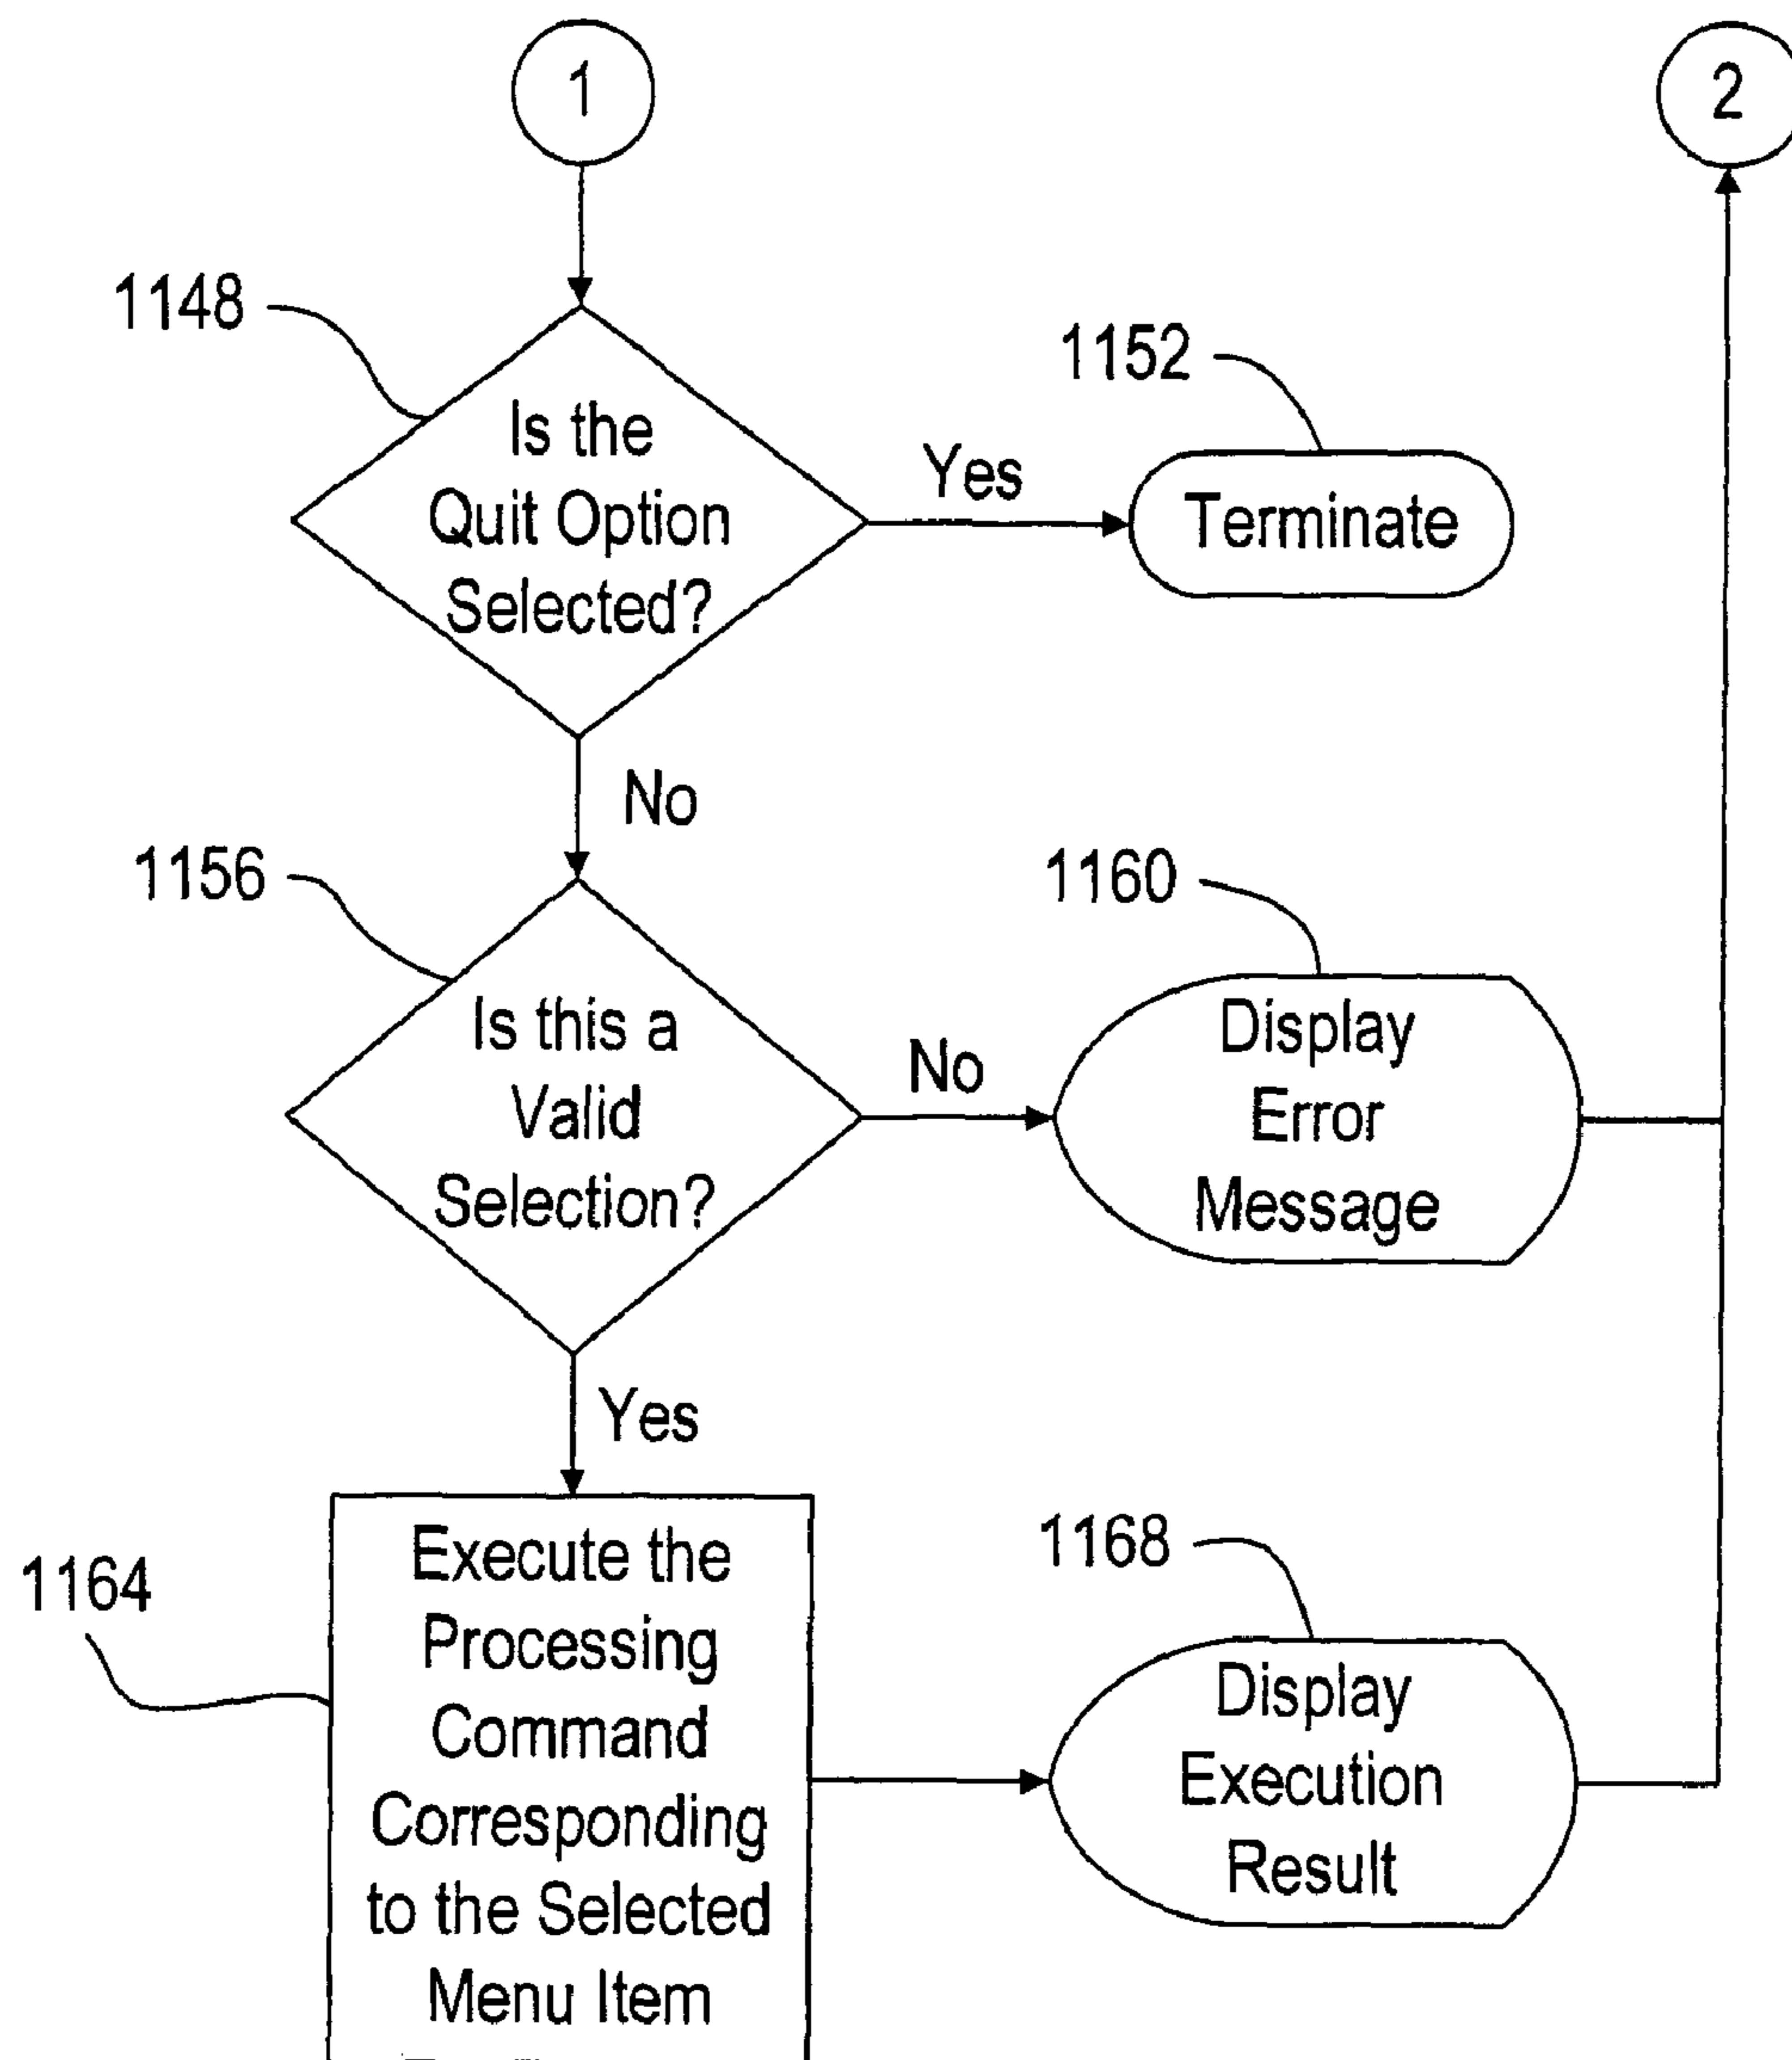 1
2
1148
1152
Is the
Quit Option
Selected?
Yes
Terminate
No
1156
1160
Is this a
Valid
Selection?
No
Display
Error
Message
Yes
1164
1168
Execute the
Processing
Command
Corresponding
to the Selected
Menu Item
Display
Execution
Result